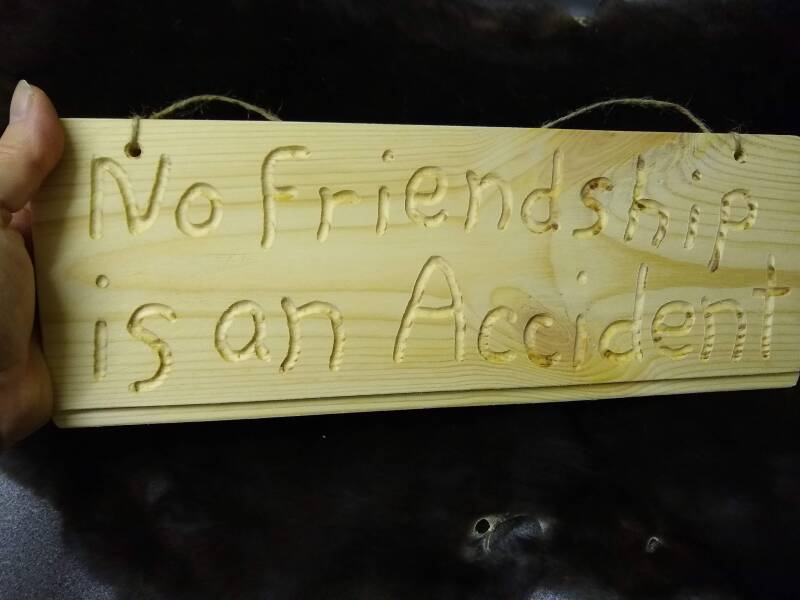 No Friendship
is an Accident